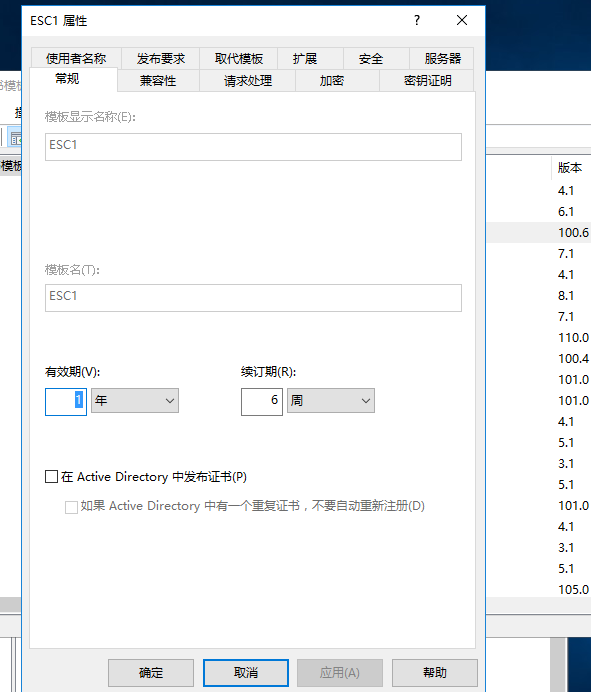 ESC1 属性
使用者名称 发布要求 取代模板 扩展 安全 服务器
常规 兼容性 请求处理 加密 密钥证明
模板显示名称(E):
ESC1
模板名(T):
ESC1
有效期(V): 续订期(R):
1 年 6 周
在 Active Directory 中发布证书(P)
如果 Active Directory 中有一个重复证书，不要自动重新注册(D)
确定 取消 应用(A) 帮助
版本
4.1
6.1
100.6
7.1
4.1
8.1
7.1
110.0
100.4
101.0
101.0
4.1
5.1
3.1
5.1
101.0
4.1
3.1
5.1
105.0